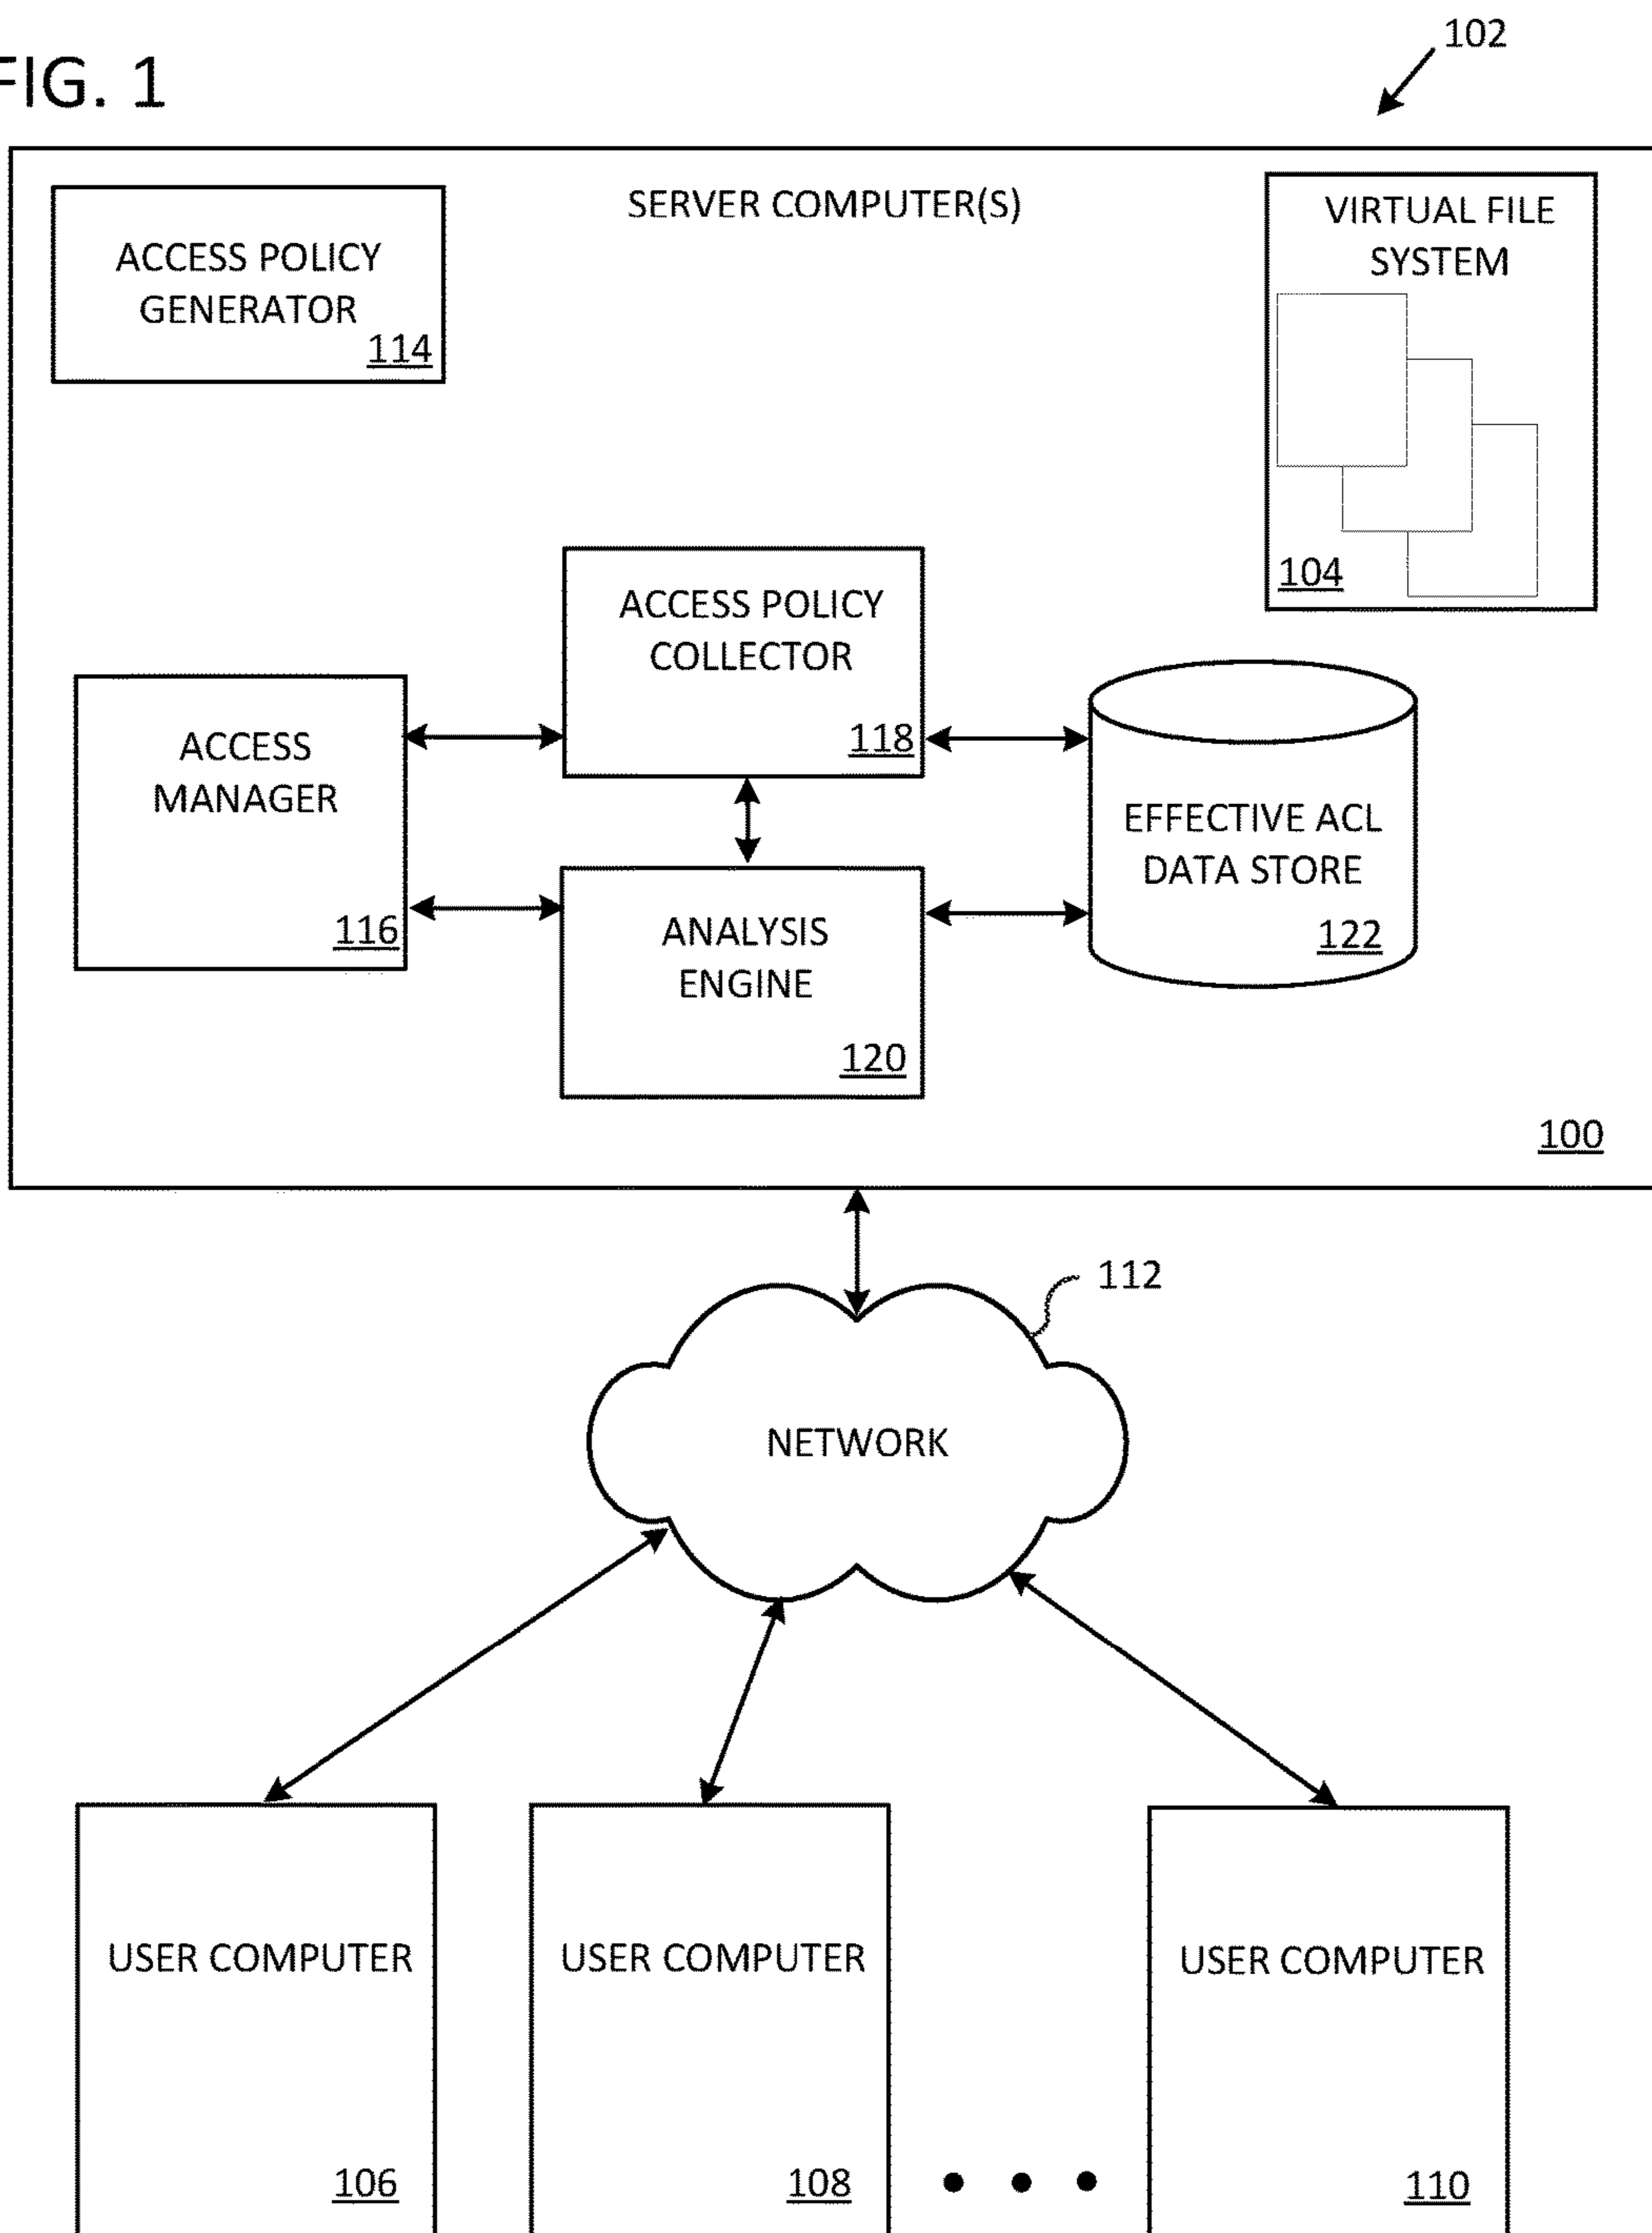 102
FIG. 1
SERVER COMPUTER(S)
ACCESS POLICY
GENERATOR
114
VIRTUAL FILE
SYSTEM
104
ACCESS POLICY
COLLECTOR
118
ACCESS
MANAGER
116
EFFECTIVE ACL
DATA STORE
122
ANALYSIS
ENGINE
120
100
112
NETWORK
USER COMPUTER
106
USER COMPUTER
108
USER COMPUTER
110